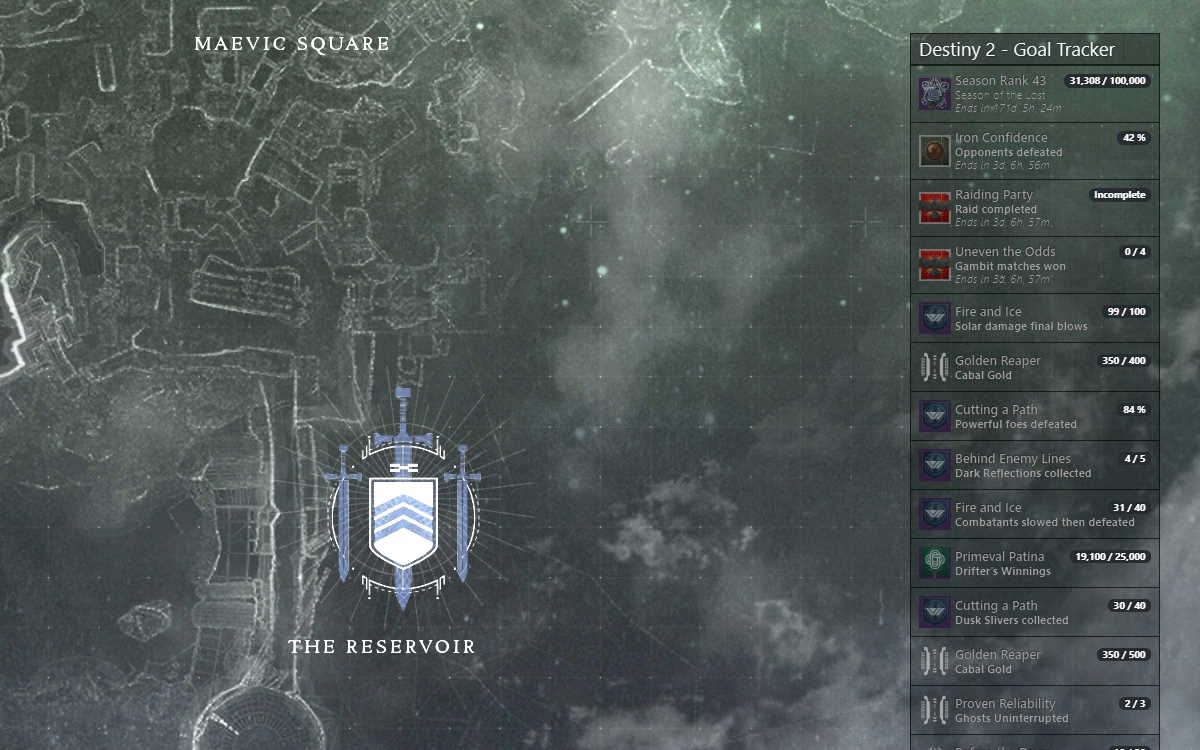 MAEVIC SQUARE
THE RESERVOIR
Destiny 2 - Goal Tracker
Season Rank 43
31,308 / 100,000
Season of the Lost
Ends in 171d, 5h, 24m
Iron Confidence
42 %
Opponents defeated
Ends in 3d, 6h, 56m
Raiding Party
Incomplete
Raid completed
Ends in 3d, 6h, 57m
Uneven the Odds
0 / 4
Gambit matches won
Ends in 3d, 6h, 57m
Fire and Ice
99 / 100
Solar damage final blows
Golden Reaper
350 / 400
Cabal Gold
Cutting a Path
84 %
Powerful foes defeated
Behind Enemy Lines
4 / 5
Dark Reflections collected
Fire and Ice
31 / 40
Combatants slowed then defeated
Primeval Patina
19,100 / 25,000
Drifter's Winnings
Cutting a Path
30 / 40
Dusk Slivers collected
Golden Reaper
350 / 500
Cabal Gold
Proven Reliability
2 / 3
Ghosts Uninterrupted